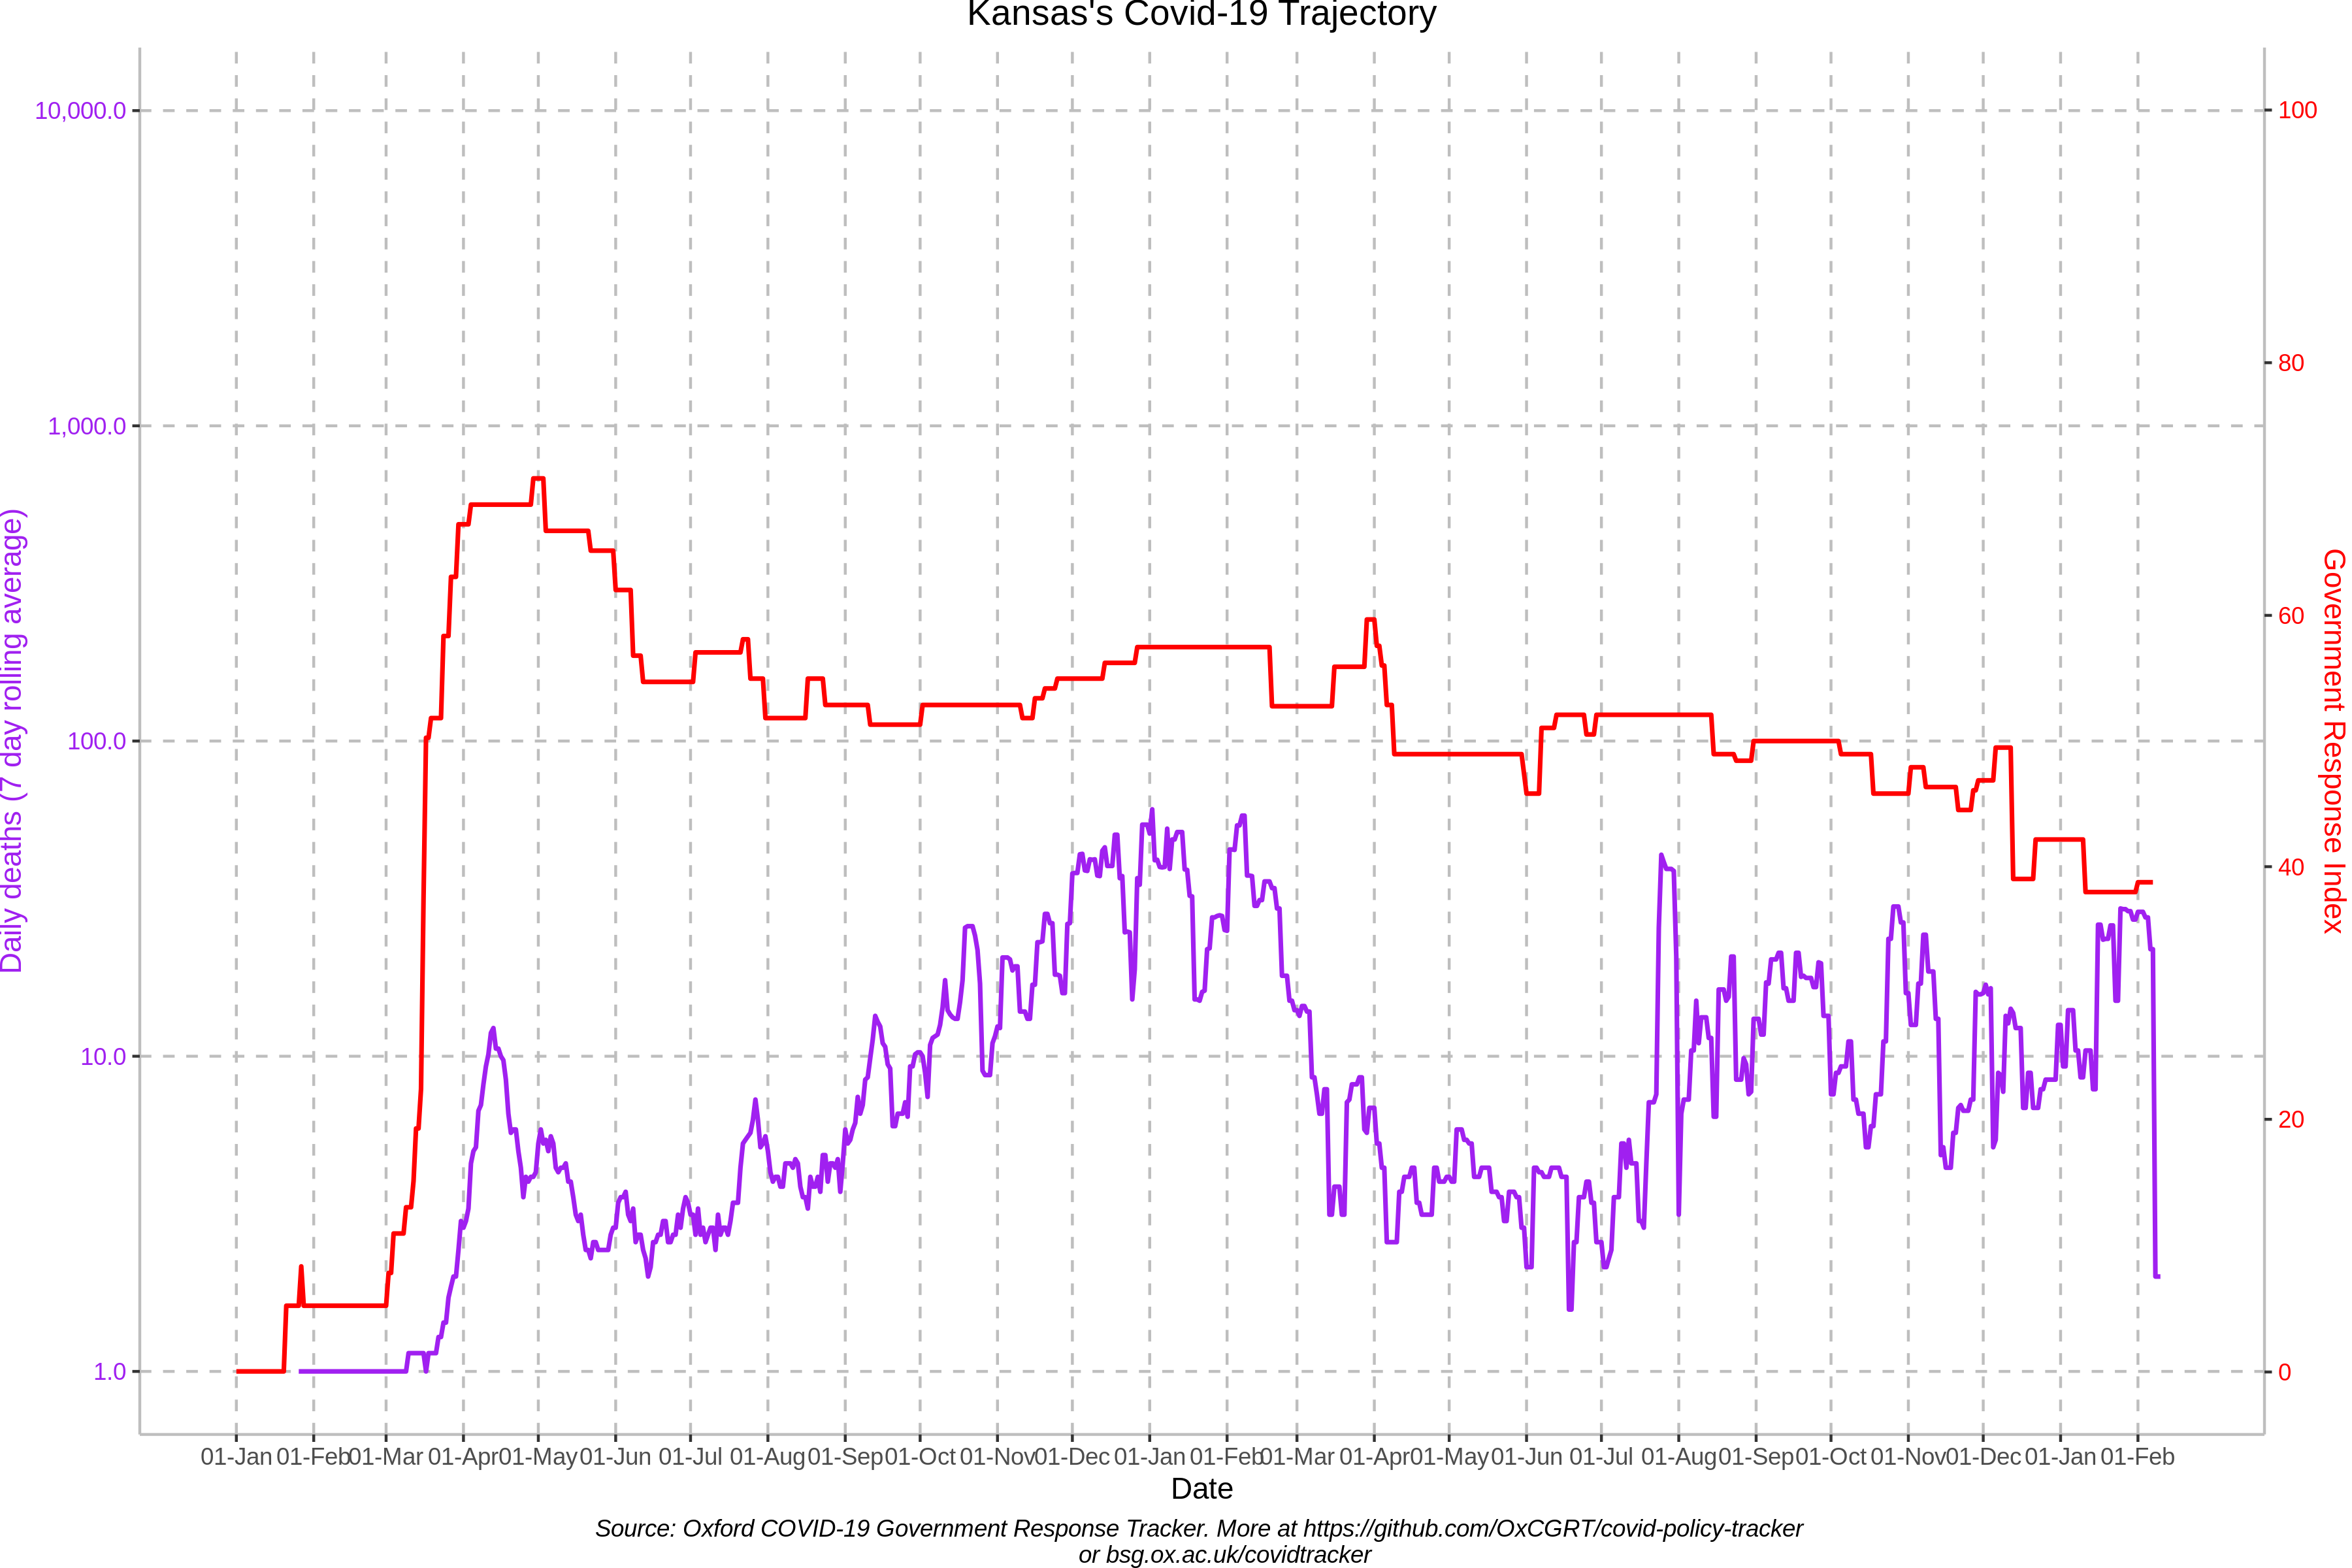 Kansas's Covid-19 Trajectory
10,000.0
1,000.0
100.0
10.0
1.0
Daily deaths (7 day rolling average)
100
80
60
40
20
0
Government Response Index
01-Jan 01-Feb 01-Mar 01-Apr 01-May 01-Jun 01-Jul 01-Aug 01-Sep 01-Oct 01-Nov 01-Dec 01-Jan 01-Feb 01-Mar 01-Apr 01-May 01-Jun 01-Jul 01-Aug 01-Sep 01-Oct 01-Nov 01-Dec 01-Jan 01-Feb
Date
Source: Oxford COVID-19 Government Response Tracker. More at https://github.com/OxCGRT/covid-policy-tracker
or bsg.ox.ac.uk/covidtracker